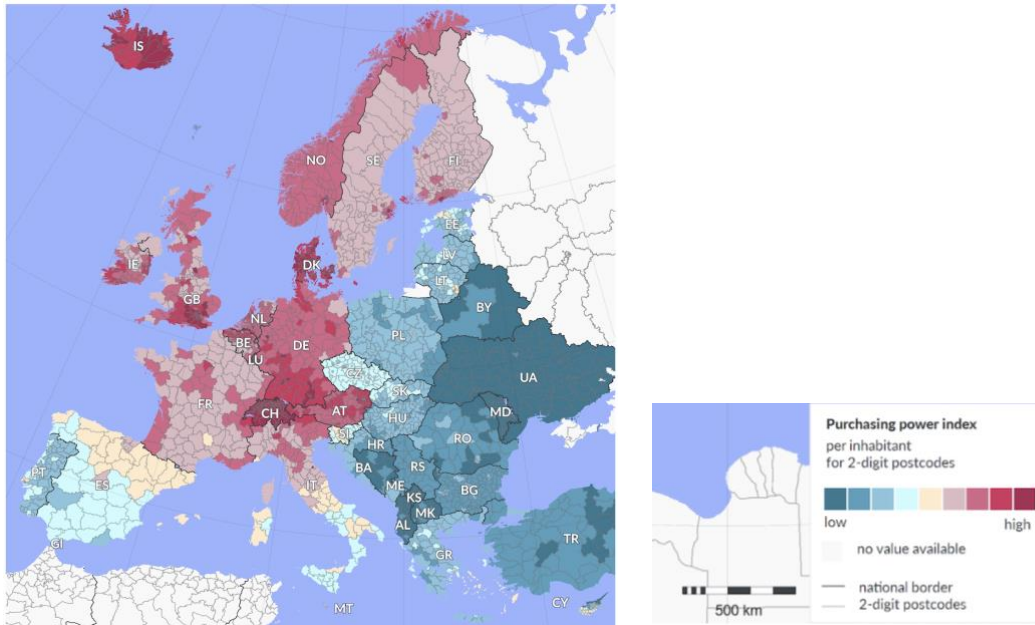 IS
NO
SE
FI
EE
LV
LT
IE
GB
DK
NL
BE
LU
DE
PL
BY
UA
CZ
SK
FR
CH
AT
HU
MD
SI
HR
RO
BA
RS
PT
ES
IT
ME
KS
BG
MK
AL
TR
GR
GI
MT
CY
Purchasing power index
per inhabitant
for 2-digit postcodes
low high
no value available
national border
2-digit postcodes
500 km